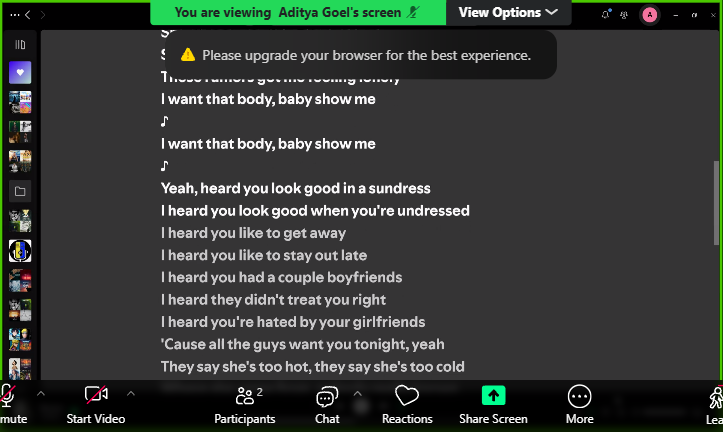 You are viewing Aditya Goel's screen
View Options
A
Please upgrade your browser for the best experience.
These rumors got me feeling lonely
I want that body, baby show me
♪
I want that body, baby show me
♪
Yeah, heard you look good in a sundress
I heard you look good when you're undressed
I heard you like to get away
I heard you like to stay out late
I heard you had a couple boyfriends
I heard they didn't treat you right
I heard you're hated by your girlfriends
'Cause all the guys want you tonight, yeah
They say she's too hot, they say she's too cold
mute
Start Video
2
Participants
Chat
Reactions
Share Screen
More
Lea